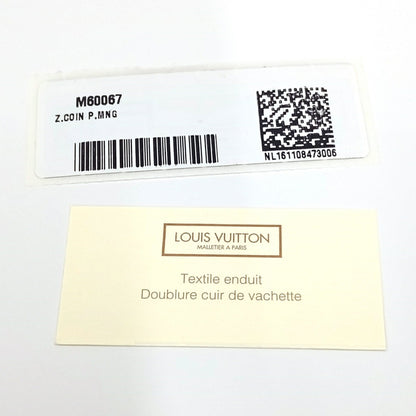 M60067
Z.COIN P.MNG
NL161108473006
LOUIS VUITTON
MALLETIER A PARIS
Textile enduit
Doublure cuir de vachette